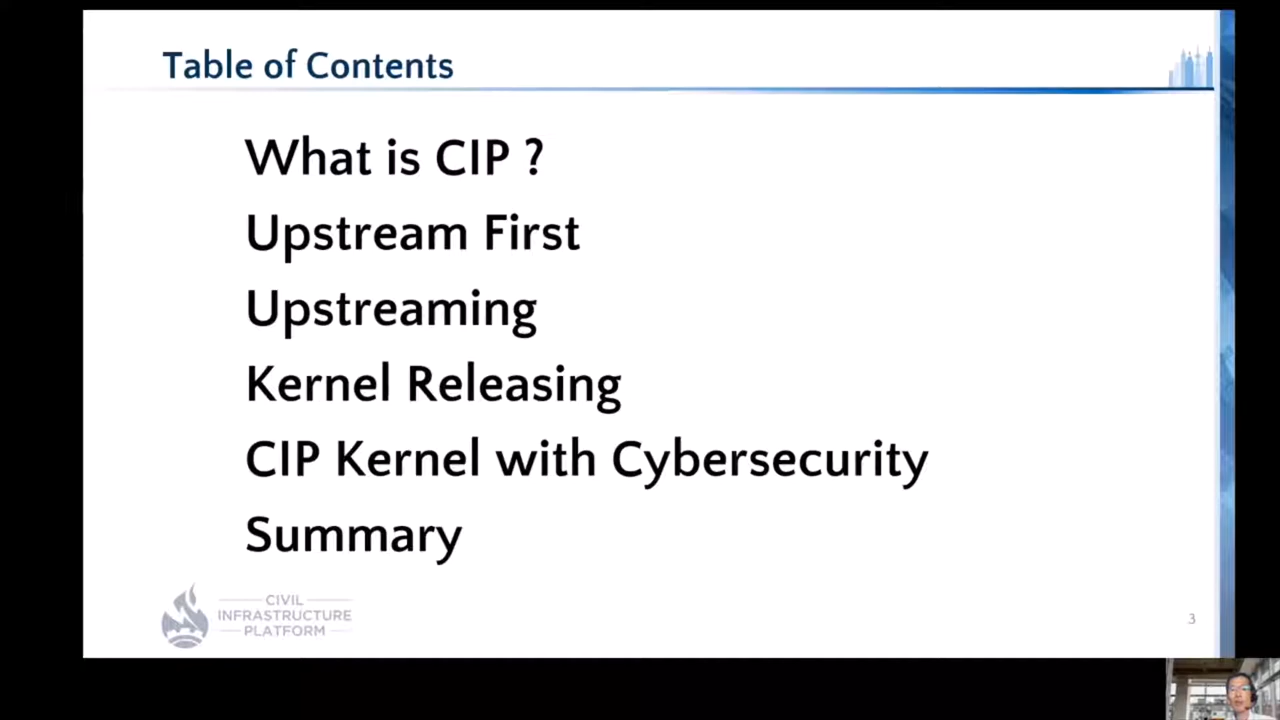 Table of Contents
What is CIP ?
Upstream First
Upstreaming
Kernel Releasing
CIP Kernel with Cybersecurity
Summary
CIVIL
INFRASTRUCTURE
PLATFORM
3